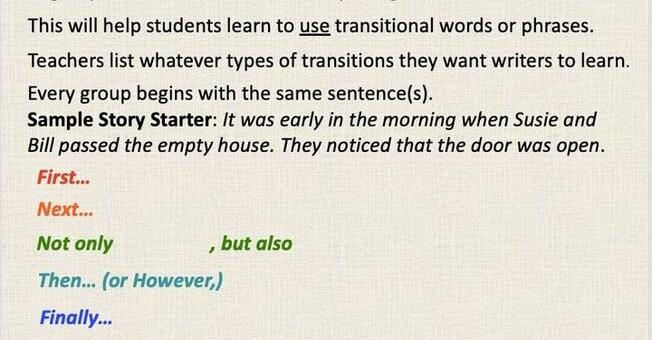 This will help students learn to use transitional words or phrases.
Teachers list whatever types of transitions they want writers to learn.
Every group begins with the same sentence(s).
Sample Story Starter: It was early in the morning when Susie and
Bill passed the empty house. They noticed that the door was open.
First...
Next...
Not only , but also
Then... (or However,)
Finally...